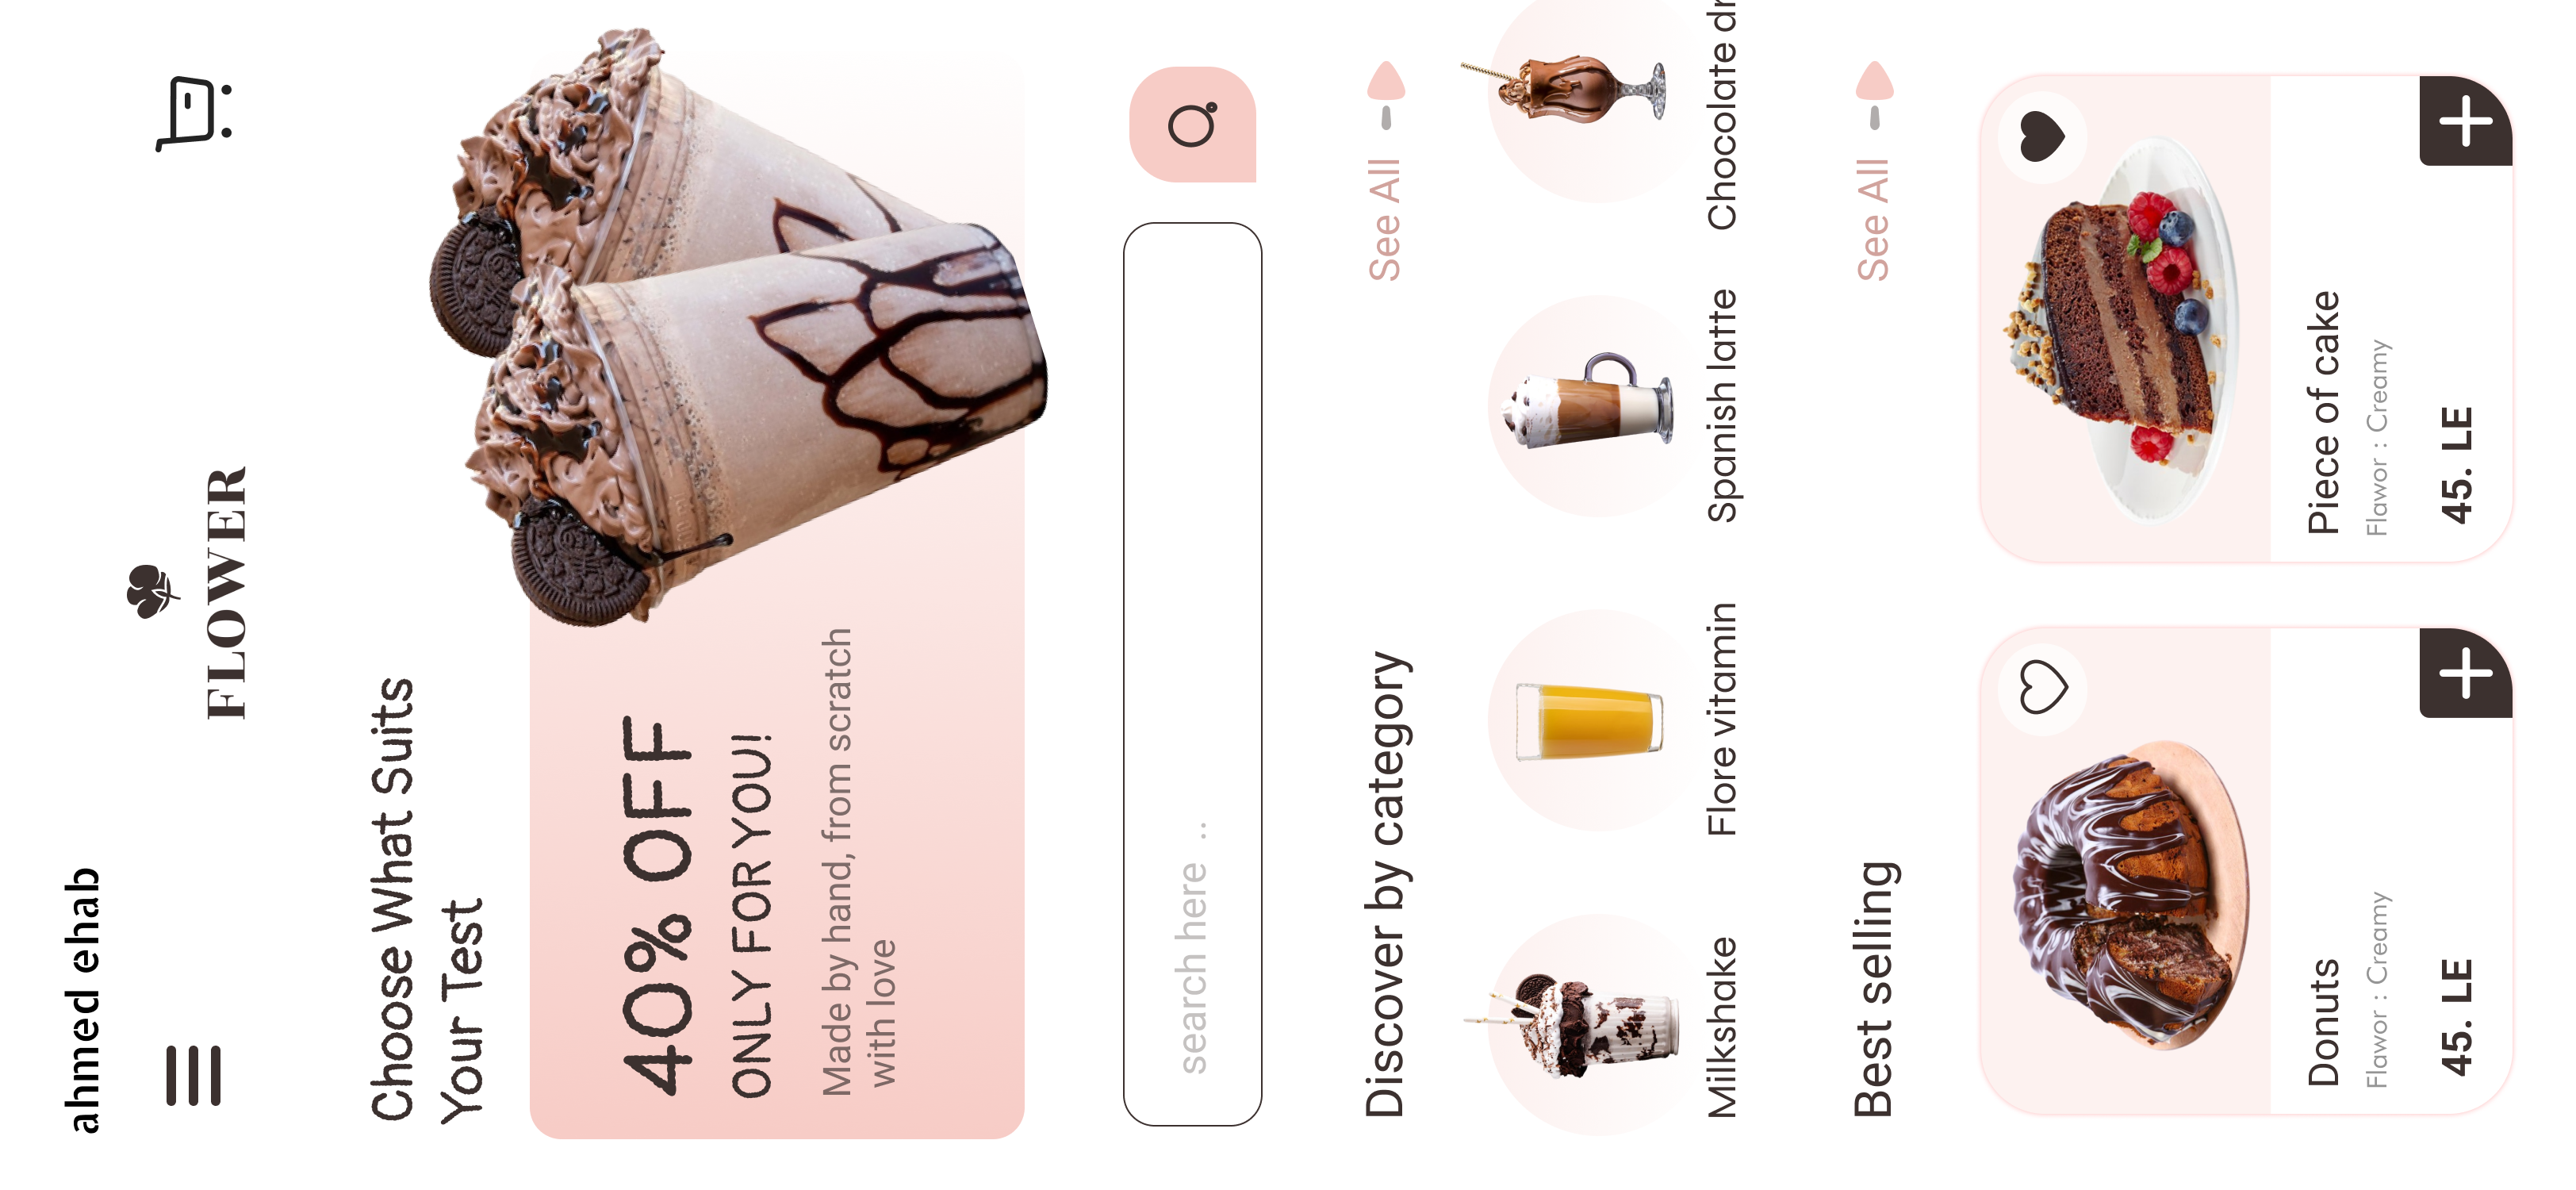 ahmed ehab
FLOWER
Choose What Suits
Your Test
40% OFF
ONLY FOR YOU!
Made by hand, from scratch
with love
search here ..
Discover by category
See All
Milkshake
Flore vitamin
Spanish latte
Chocolate dr
Best selling
See All
Donuts
Flawor : Creamy
45. LE
Piece of cake
Flawor : Creamy
45. LE